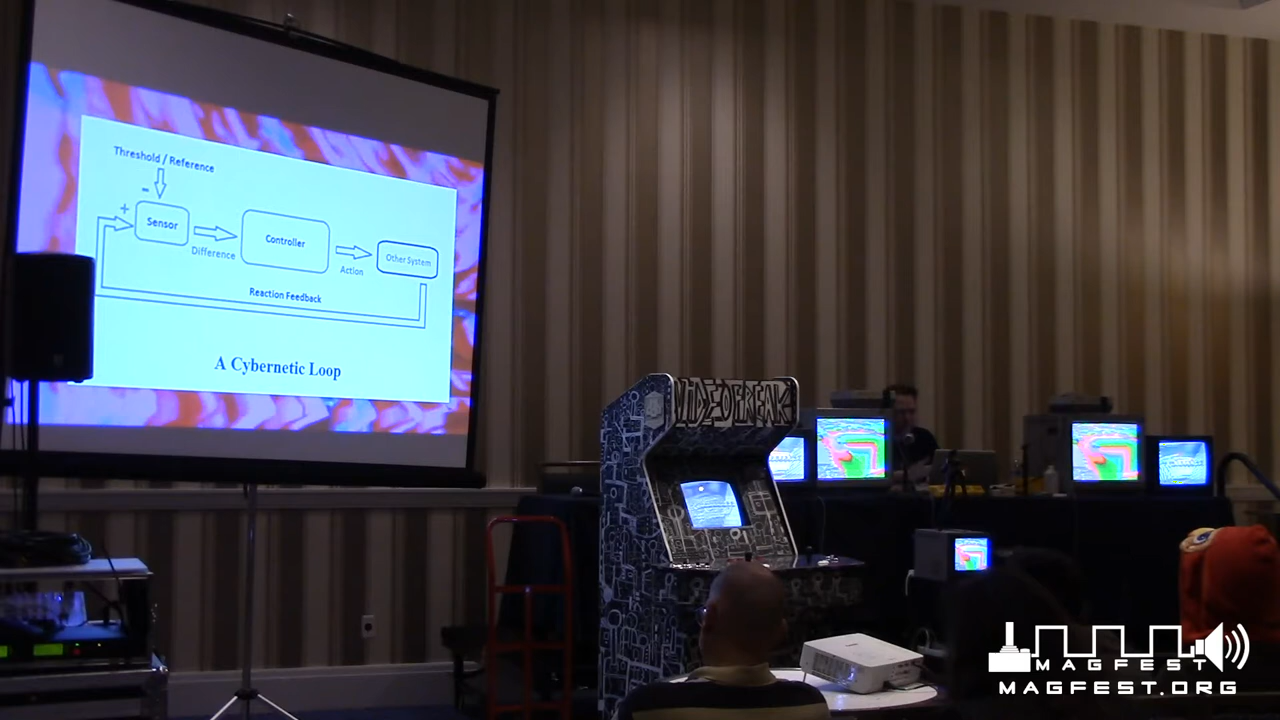 Threshold / Reference
-
+
Sensor
Difference
Controller
Action
Other System
Reaction Feedback
A Cybernetic Loop
VIDEOFREAK
MAGFEST
MAGFEST.ORG